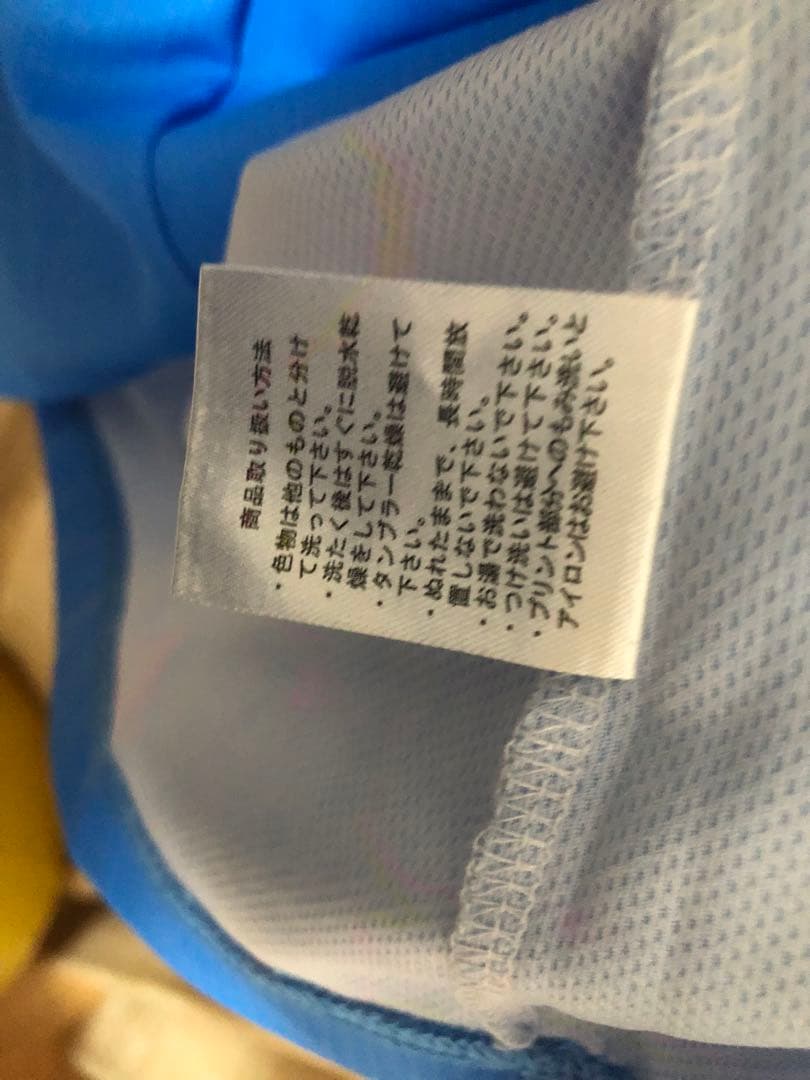 商品取り扱い方法
・色物は他のものと分け
て洗って下さい。
・洗たく後はすぐに脱水乾
燥をして下さい。
・タンブラー乾燥は避けて
下さい。
・ぬれたままで、長時間放
置しないで下さい。
・お湯で洗わないで下さい。
・つけ洗いは避けて下さい。
・プリント部分へのもみ洗いと
アイロンはお避け下さい。